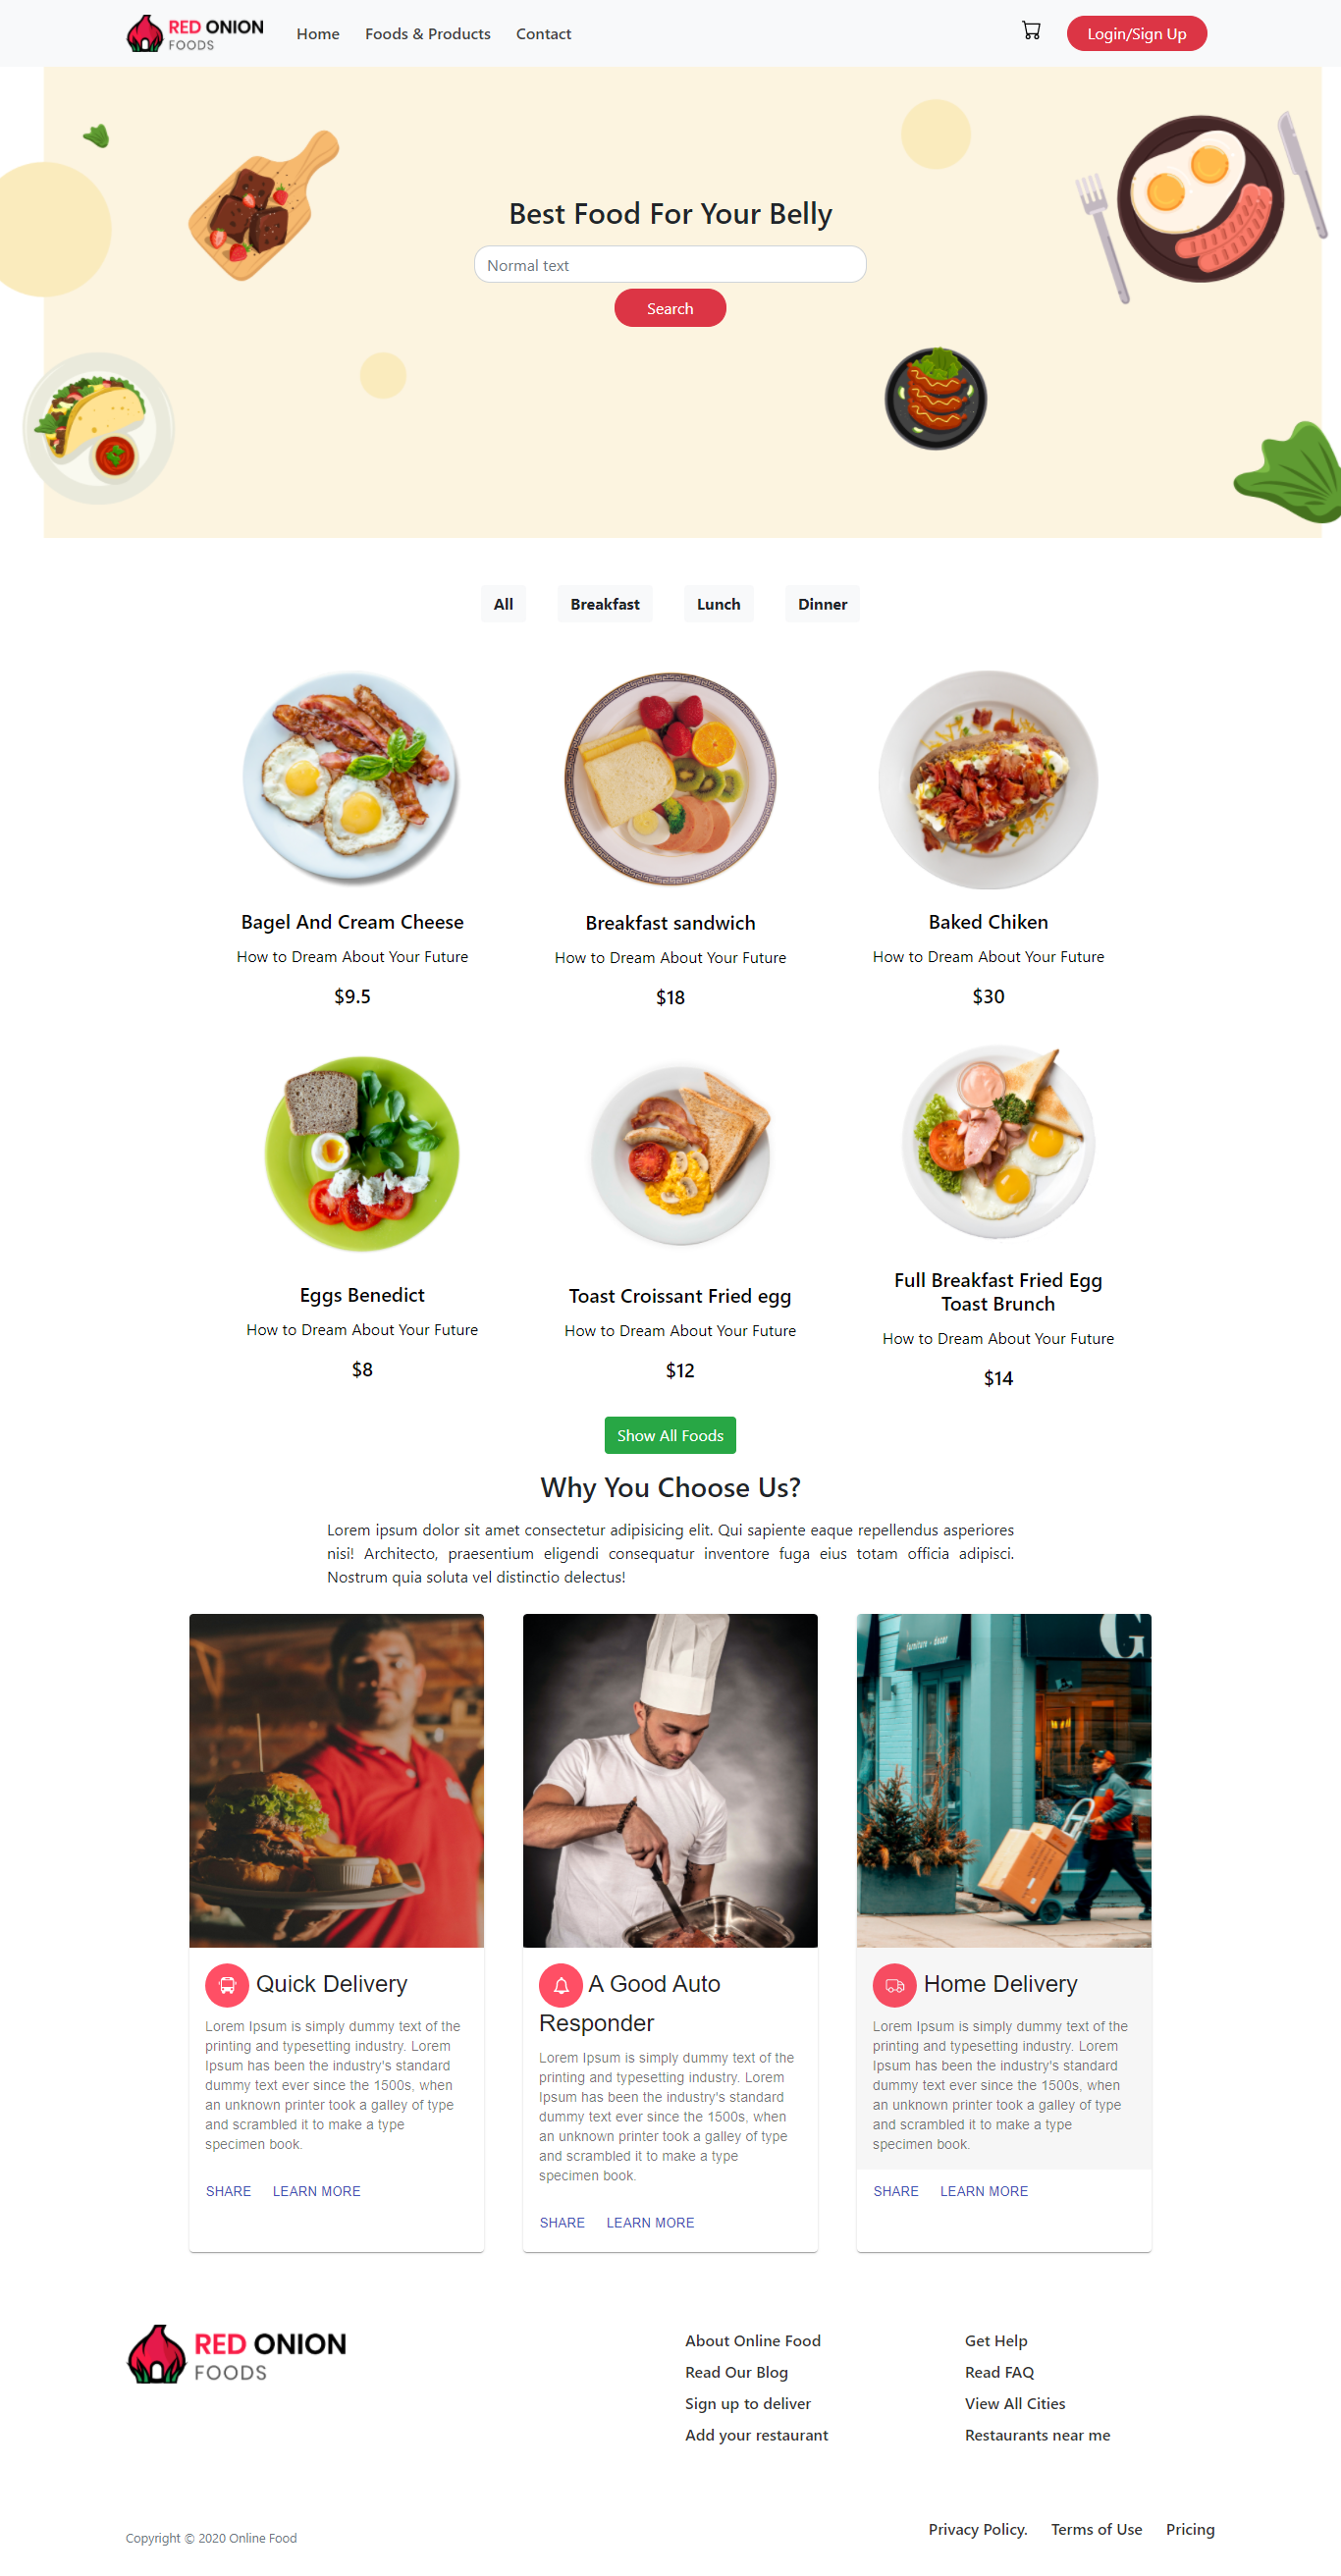 RED ONION
FOODS
Home
Foods & Products
Contact
Login/Sign Up
Best Food For Your Belly
Normal text
Search
All
Breakfast
Lunch
Dinner
Bagel And Cream Cheese
How to Dream About Your Future
$9.5
Breakfast sandwich
How to Dream About Your Future
$18
Baked Chiken
How to Dream About Your Future
$30
Eggs Benedict
How to Dream About Your Future
$8
Toast Croissant Fried egg
How to Dream About Your Future
$12
Full Breakfast Fried Egg
Toast Brunch
How to Dream About Your Future
$14
Show All Foods
Why You Choose Us?
Lorem ipsum dolor sit amet consectetur adipisicing elit. Qui sapiente eaque repellendus asperiores
nisi! Architecto, praesentium eligendi consequatur inventore fuga eius totam officia adipisci.
Nostrum quia soluta vel distinctio delectus!
furniture - decor
G
Quick Delivery
Lorem Ipsum is simply dummy text of the
printing and typesetting industry. Lorem
Ipsum has been the industry's standard
dummy text ever since the 1500s, when
an unknown printer took a galley of type
and scrambled it to make a type
specimen book.
SHARE
LEARN MORE
A Good Auto
Responder
Lorem Ipsum is simply dummy text of the
printing and typesetting industry. Lorem
Ipsum has been the industry's standard
dummy text ever since the 1500s, when
an unknown printer took a galley of type
and scrambled it to make a type
specimen book.
SHARE
LEARN MORE
Home Delivery
Lorem Ipsum is simply dummy text of the
printing and typesetting industry. Lorem
Ipsum has been the industry's standard
dummy text ever since the 1500s, when
an unknown printer took a galley of type
and scrambled it to make a type
specimen book.
SHARE
LEARN MORE
RED ONION
FOODS
About Online Food
Read Our Blog
Sign up to deliver
Add your restaurant
Get Help
Read FAQ
View All Cities
Restaurants near me
Copyright © 2020 Online Food
Privacy Policy.
Terms of Use
Pricing